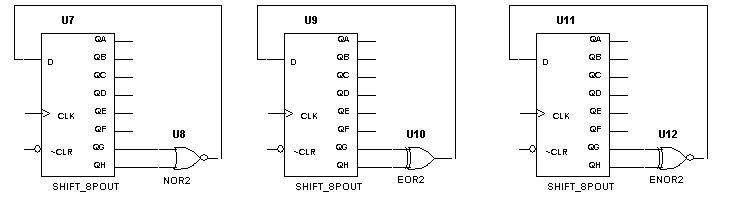 U7 U9 U11
QA QA QA
D QB D QB D QB
QC QC QC
QD QD QD
QE QE QE
CLK CLK CLK
QF U8 QF U10 QF U12
~CLR QG ~CLR QG ~CLR QG
QH QH QH
SHIFT_8POUT NOR2 SHIFT_8POUT EOR2 SHIFT_8POUT ENOR2